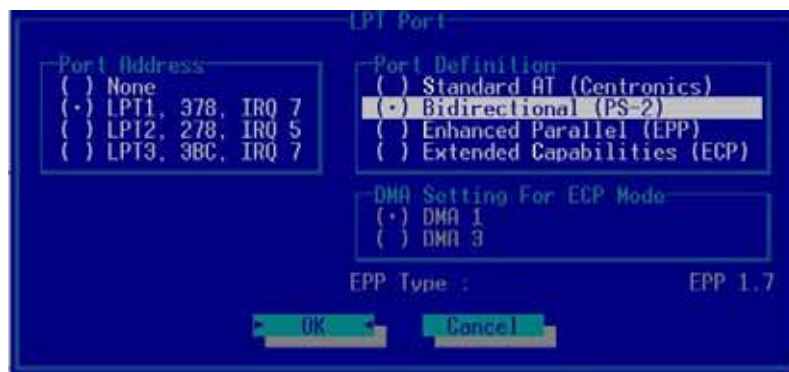 LPT Port
Port Address
( ) None
(·) LPT1, 378, IRQ 7
( ) LPT2, 278, IRQ 5
( ) LPT3, 3BC, IRQ 7
Port Definition
( ) Standard AT (Centronics)
(·) Bidirectional (PS-2)
( ) Enhanced Parallel (EPP)
( ) Extended Capabilities (ECP)
DMA Setting For ECP Mode
(·) DMA 1
( ) DMA 3
EPP Type : EPP 1.7
OK
Cancel